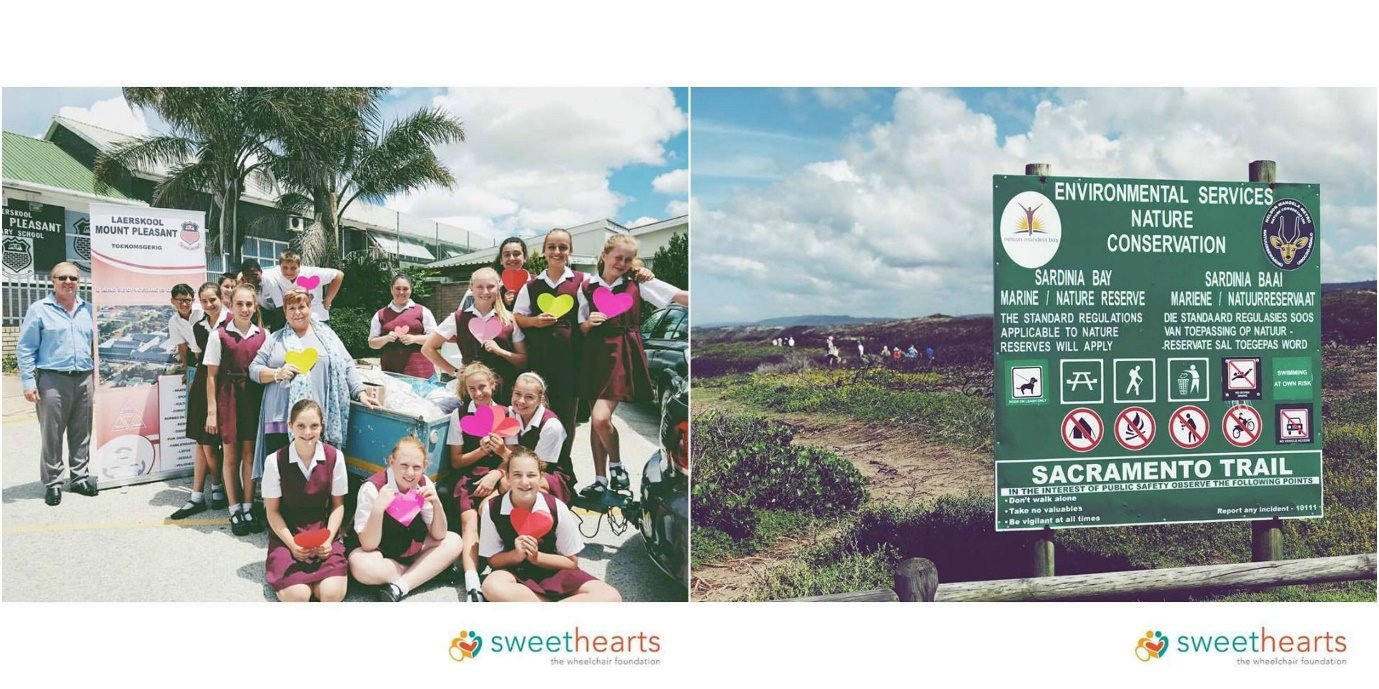 LAERSKOOL
MOUNT PLEASANT
TOEKOMSGERIG
PLEASANT
SCHOOL
ENVIRONMENTAL SERVICES
NATURE
CONSERVATION
nelson mandela bay
SARDINIA BAY
MARINE / NATURE RESERVE
THE STANDARD REGULATIONS
APPLICABLE TO NATURE
RESERVES WILL APPLY
SARDINIA BAAI
MARIENE / NATUURRESERVAAT
DIE STANDAARD REGULASIES SOOS
VAN TOEPASSING OP NATUUR -
-RESERVATE SAL TOEGEPAS WORD
SWIMMING
AT OWN RISK
NO VEHICLE ACCESS
SACRAMENTO TRAIL
IN THE INTEREST OF PUBLIC SAFETY OBSERVE THE FOLLOWING POINTS
• Don't walk alone
• Take no valuables
• Be vigilant at all times
Report any incident - 10111
sweethearts
the wheelchair foundation
sweethearts
the wheelchair foundation